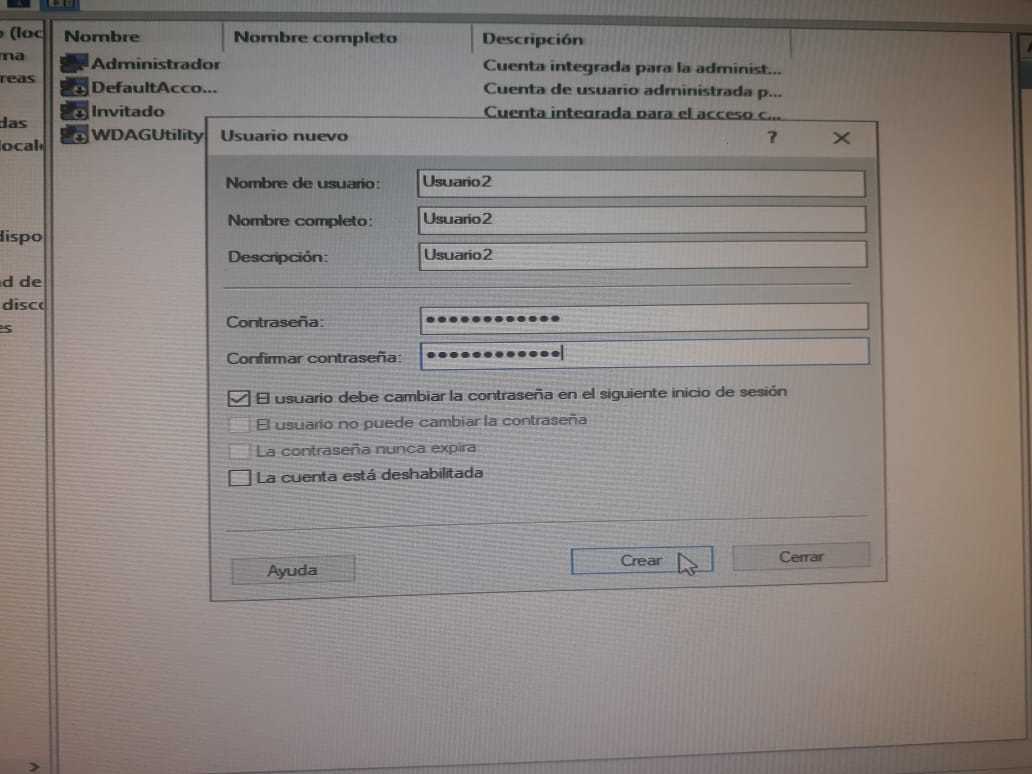 (loc
Nombre Nombre completo Descripción
ma
Administrador Cuenta integrada para la administ...
reas
DefaultAcco... Cuenta de usuario administrada p...
Invitado Cuenta integrada para el acceso c...
das
WDAGUtility
local
dispo
d de
disco
es
Usuario nuevo ? X
Nombre de usuario: Usuario2
Nombre completo: Usuario2
Descripción: Usuario2
Contraseña: ●●●●●●●●●●●●
Confirmar contraseña: ●●●●●●●●●●●●
El usuario debe cambiar la contraseña en el siguiente inicio de sesión
El usuario no puede cambiar la contraseña
La contraseña nunca expira
La cuenta está deshabilitada
Ayuda Crear Cerrar
>